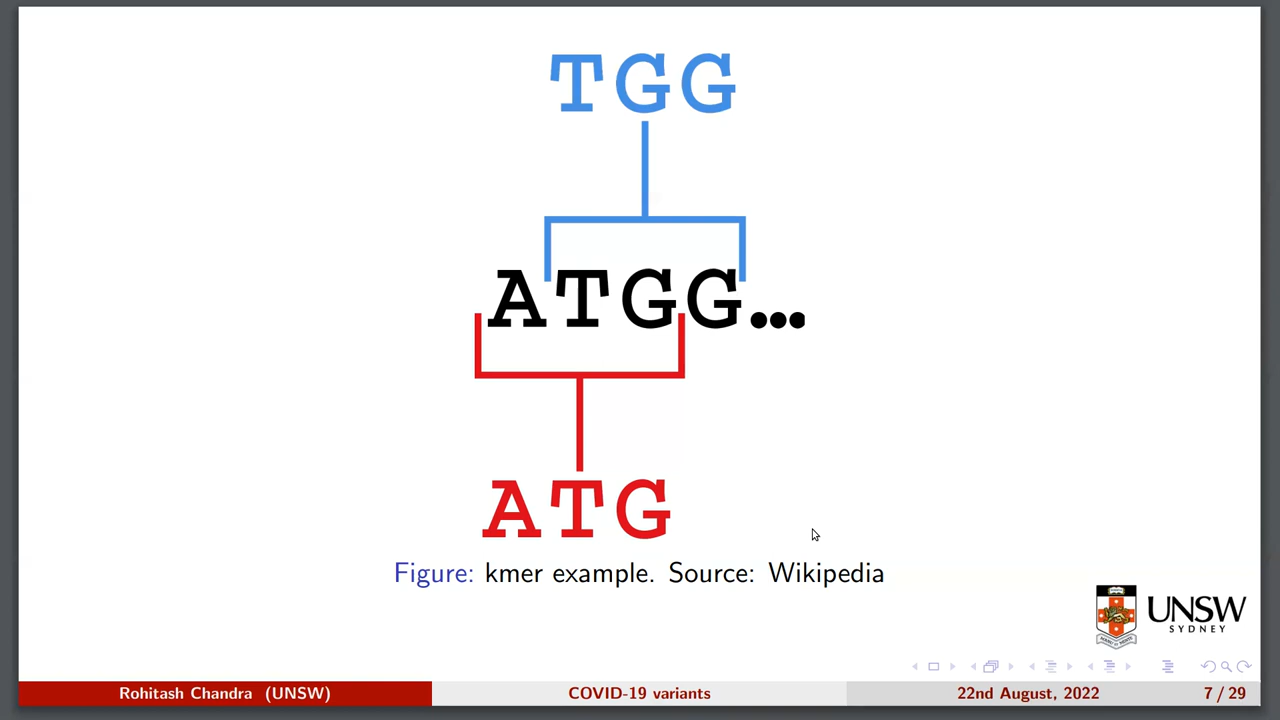 TGG
ATGG...
ATG
Figure: kmer example. Source: Wikipedia
UNSW
SYDNEY
Rohitash Chandra (UNSW) COVID-19 variants 22nd August, 2022 7 / 29